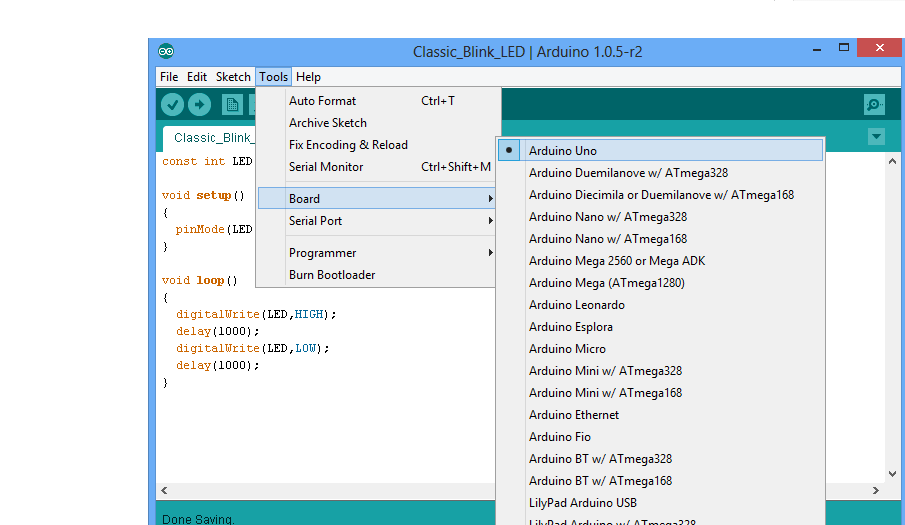 Classic_Blink_LED | Arduino 1.0.5-r2
File Edit Sketch Tools Help
Auto Format Ctrl+T
Archive Sketch
Fix Encoding & Reload
Serial Monitor Ctrl+Shift+M
Board
Serial Port
Programmer
Burn Bootloader
Arduino Uno
Arduino Duemilanove w/ ATmega328
Arduino Diecimila or Duemilanove w/ ATmega168
Arduino Nano w/ ATmega328
Arduino Nano w/ ATmega168
Arduino Mega 2560 or Mega ADK
Arduino Mega (ATmega1280)
Arduino Leonardo
Arduino Esplora
Arduino Micro
Arduino Mini w/ ATmega328
Arduino Mini w/ ATmega168
Arduino Ethernet
Arduino Fio
Arduino BT w/ ATmega328
Arduino BT w/ ATmega168
LilyPad Arduino USB
LilyPad Arduino w/ ATmega328
Classic_Blink_
const int LED
void setup()
{
pinMode(LED
}
void loop()
{
digitalWrite(LED,HIGH);
delay(1000);
digitalWrite(LED,LOW);
delay(1000);
}
Done Saving.